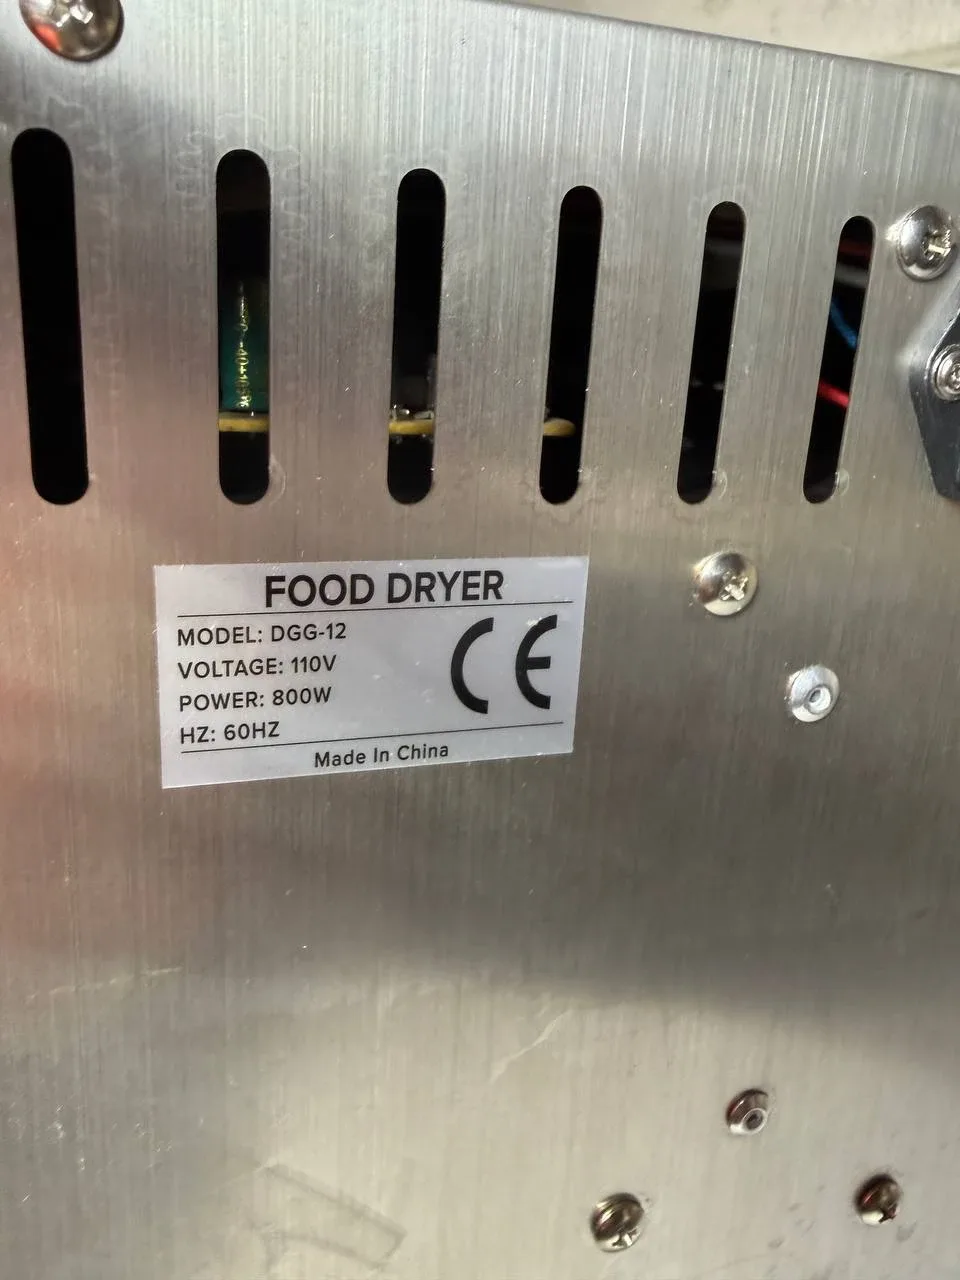 FOOD DRYER
MODEL: DGG-12
VOLTAGE: 110V
POWER: 800W
HZ: 60HZ
CE
Made In China